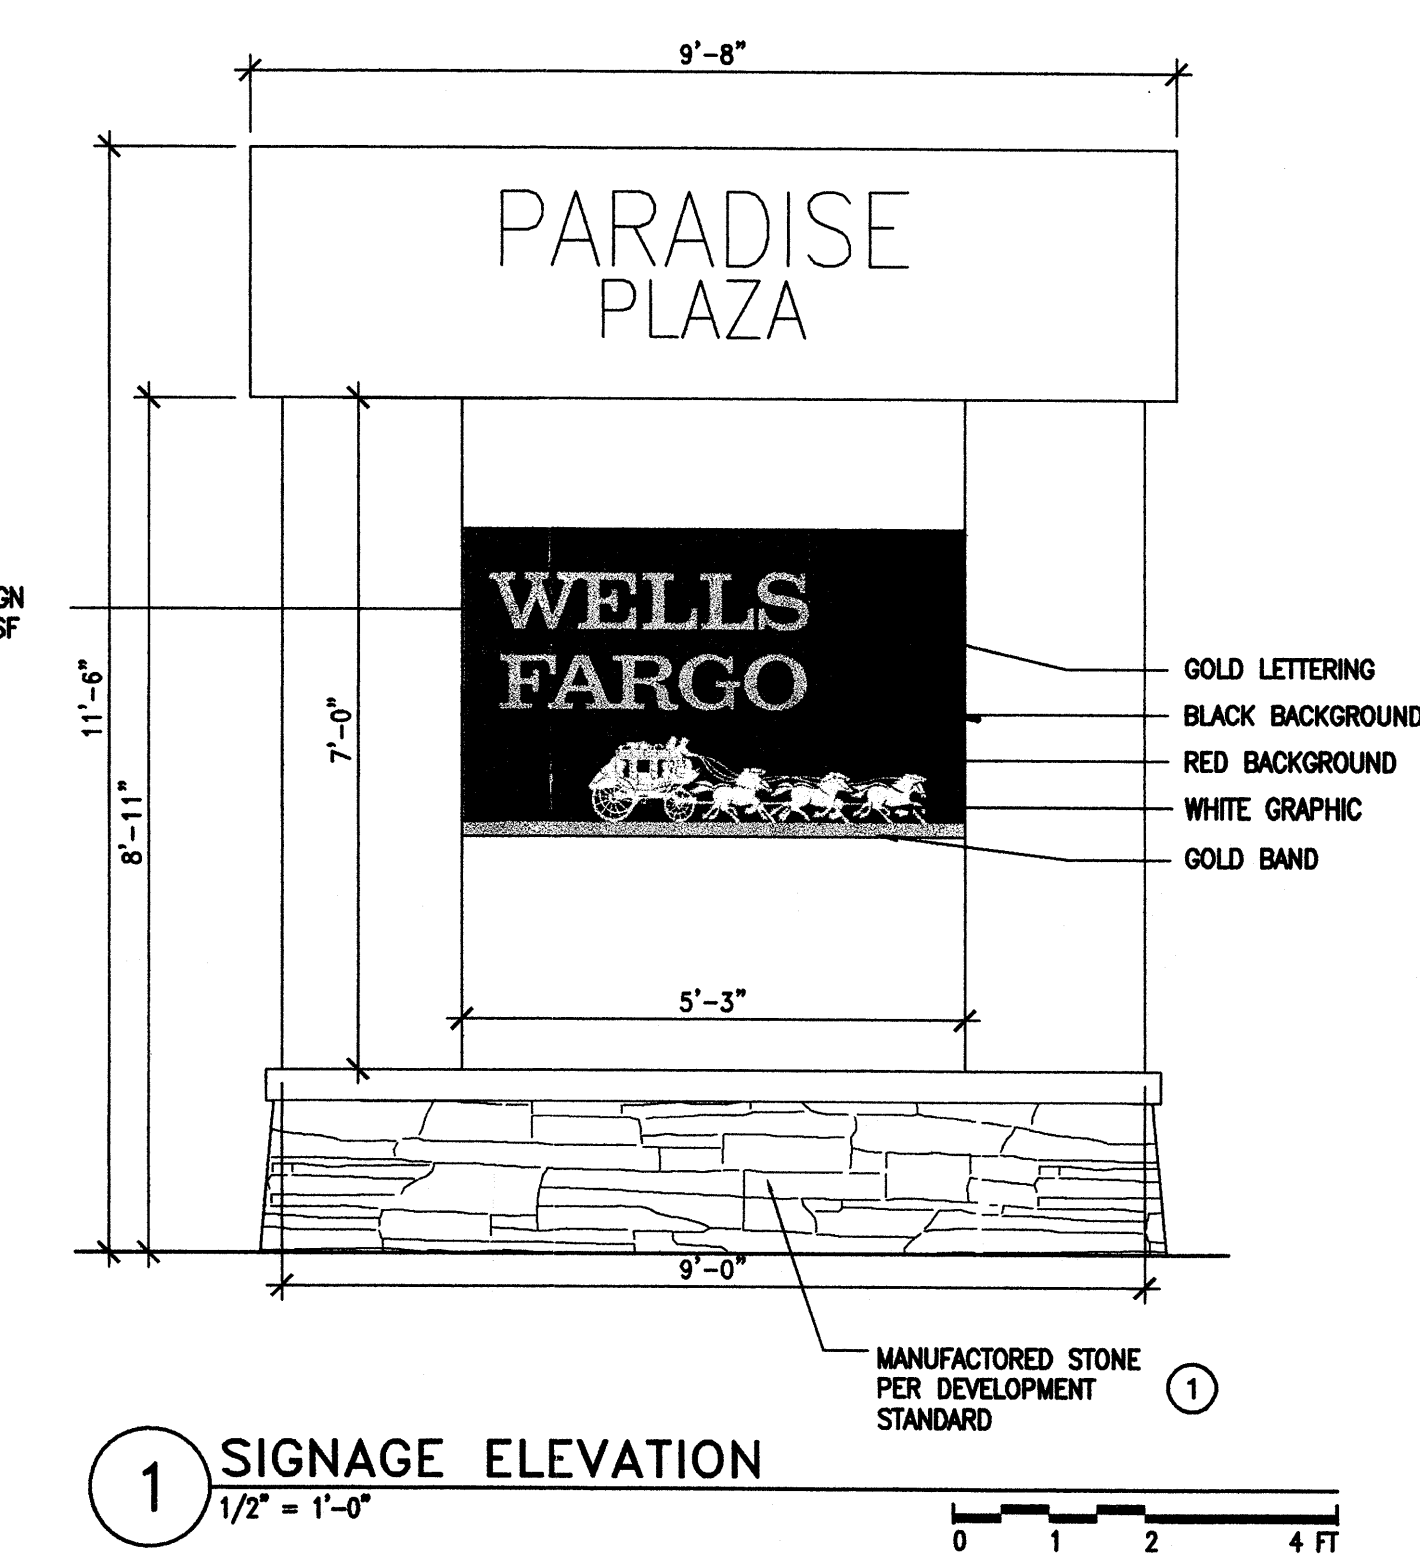 9'-8"
PARADISE
PLAZA
GN
SF
WELLS
FARGO
11'-6"
8'-11"
7'-0"
GOLD LETTERING
BLACK BACKGROUND
RED BACKGROUND
WHITE GRAPHIC
GOLD BAND
5'-3"
9'-0"
MANUFACTORED STONE
PER DEVELOPMENT
STANDARD
1
1
SIGNAGE ELEVATION
1/2" = 1'-0"
0 1 2 4 FT